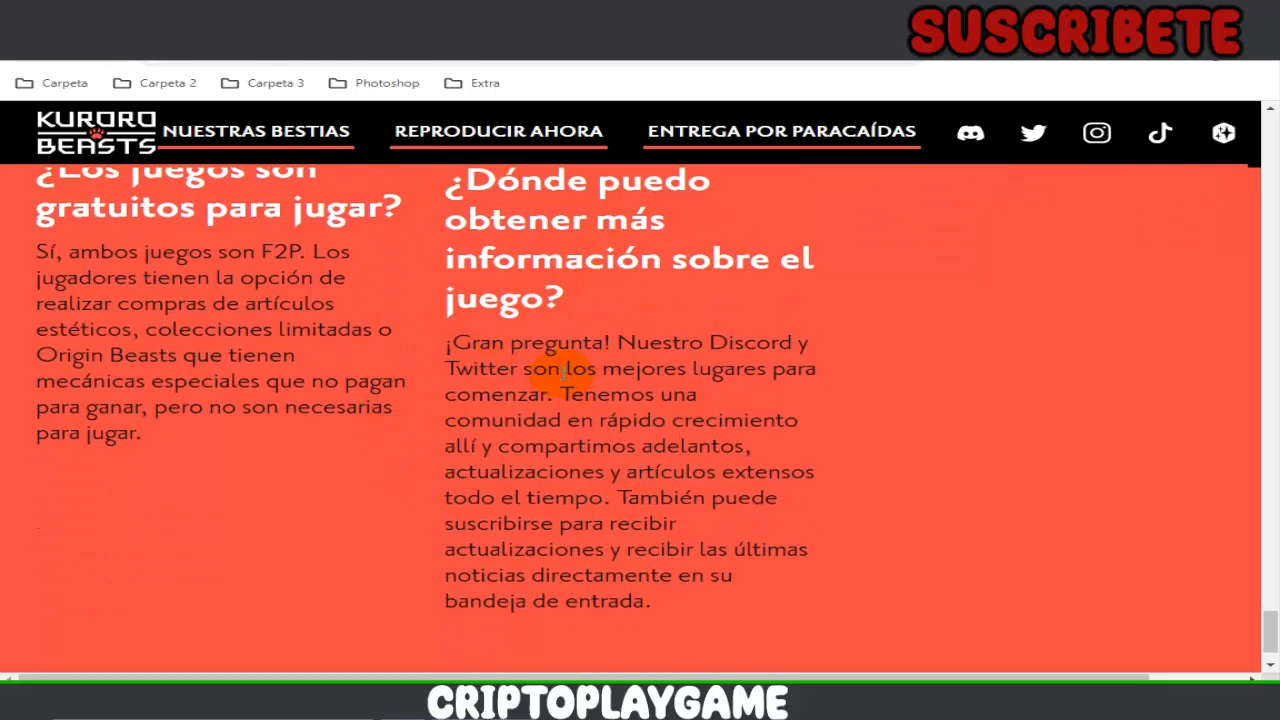 SUSCRIBETE
Carpeta Carpeta 2 Carpeta 3 Photoshop Extra
KURORO
BEASTS
NUESTRAS BESTIAS REPRODUCIR AHORA ENTREGA POR PARACAÍDAS
¿Los juegos son
gratuitos para jugar?
Sí, ambos juegos son F2P. Los
jugadores tienen la opción de
realizar compras de artículos
estéticos, colecciones limitadas o
Origin Beasts que tienen
mecánicas especiales que no pagan
para ganar, pero no son necesarias
para jugar.
¿Dónde puedo
obtener más
información sobre el
juego?
¡Gran pregunta! Nuestro Discord y
Twitter son los mejores lugares para
comenzar. Tenemos una
comunidad en rápido crecimiento
allí y compartimos adelantos,
actualizaciones y artículos extensos
todo el tiempo. También puede
suscribirse para recibir
actualizaciones y recibir las últimas
noticias directamente en su
bandeja de entrada.
CRIPTOPLAYGAME